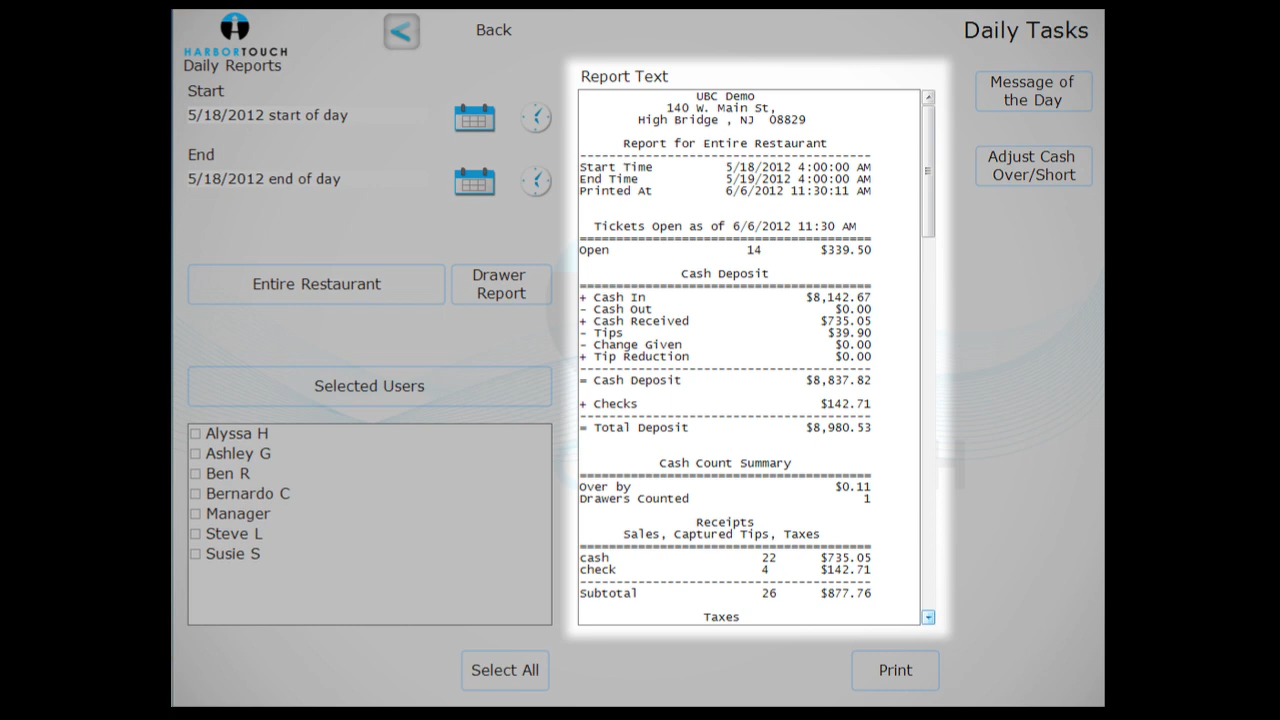 HARBORTOUCH
Daily Reports
Back
Daily Tasks
Start
5/18/2012 start of day
End
5/18/2012 end of day
Entire Restaurant
Drawer
Report
Selected Users
Alyssa H
Ashley G
Ben R
Bernardo C
Manager
Steve L
Susie S
Select All
Report Text
UBC Demo
140 W. Main St,
High Bridge , NJ 08829
Report for Entire Restaurant
--------------------------------
Start Time 5/18/2012 4:00:00 AM
End Time 5/19/2012 4:00:00 AM
Printed At 6/6/2012 11:30:11 AM
Tickets Open as of 6/6/2012 11:30 AM
================================
Open 14 $339.50
Cash Deposit
================================
+ Cash In $8,142.67
- Cash Out $0.00
+ Cash Received $735.05
- Tips $39.90
- Change Given $0.00
+ Tip Reduction $0.00
--------------------------------
= Cash Deposit $8,837.82
+ Checks $142.71
--------------------------------
= Total Deposit $8,980.53
Cash Count Summary
================================
Over by $0.11
Drawers Counted 1
Receipts
Sales, Captured Tips, Taxes
================================
cash 22 $735.05
check 4 $142.71
--------------------------------
Subtotal 26 $877.76
Taxes
Message of
the Day
Adjust Cash
Over/Short
Print